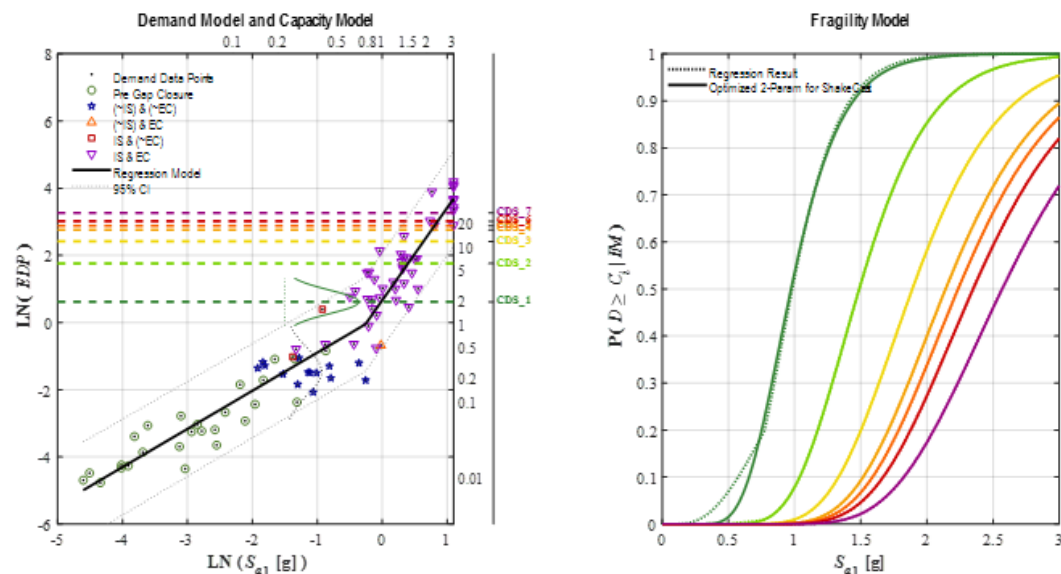 Demand Model and Capacity Model
0.1 0.2 0.5 0.8 1 1.5 2 3
8
6
4
2
0
-2
-4
-6
LN( EDP )
Demand Data Points
Pre Gap Closure
(~IS) & (~EC)
(~IS) & EC
IS & (~EC)
IS & EC
Regression Model
95% CI
20
10
5
2
1
0.5
0.2
0.1
0.01
CDS_7
CDS_3
CDS_2
CDS_1
-5 -4 -3 -2 -1 0 1
LN ( Sa1 [g])
Fragility Model
1
0.9
0.8
0.7
0.6
0.5
0.4
0.3
0.2
0.1
0
P( D ≥ Ci | IM )
Regression Result
Optimized 2-Param for ShakeCas
0 0.5 1 1.5 2 2.5 3
Sa1 [g]